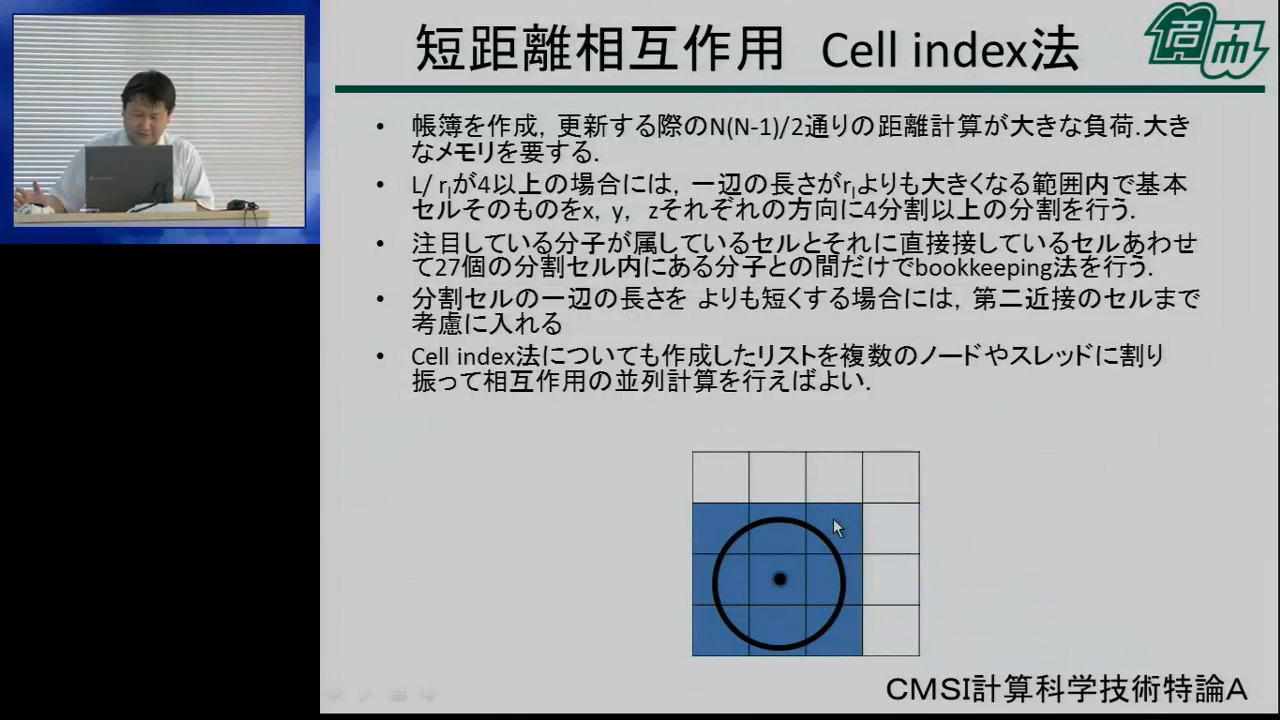 短距離相互作用 Cell index法
• 帳簿を作成，更新する際のN(N-1)/2通りの距離計算が大きな負荷.大き
なメモリを要する.
• L/ rlが4以上の場合には，一辺の長さがrlよりも大きくなる範囲内で基本
セルそのものをx，y， zそれぞれの方向に4分割以上の分割を行う.
• 注目している分子が属しているセルとそれに直接接しているセルあわせ
て27個の分割セル内にある分子との間だけでbookkeeping法を行う.
• 分割セルの一辺の長さを よりも短くする場合には，第二近接のセルまで
考慮に入れる
• Cell index法についても作成したリストを複数のノードやスレッドに割り
振って相互作用の並列計算を行えばよい.
CMSI計算科学技術特論A